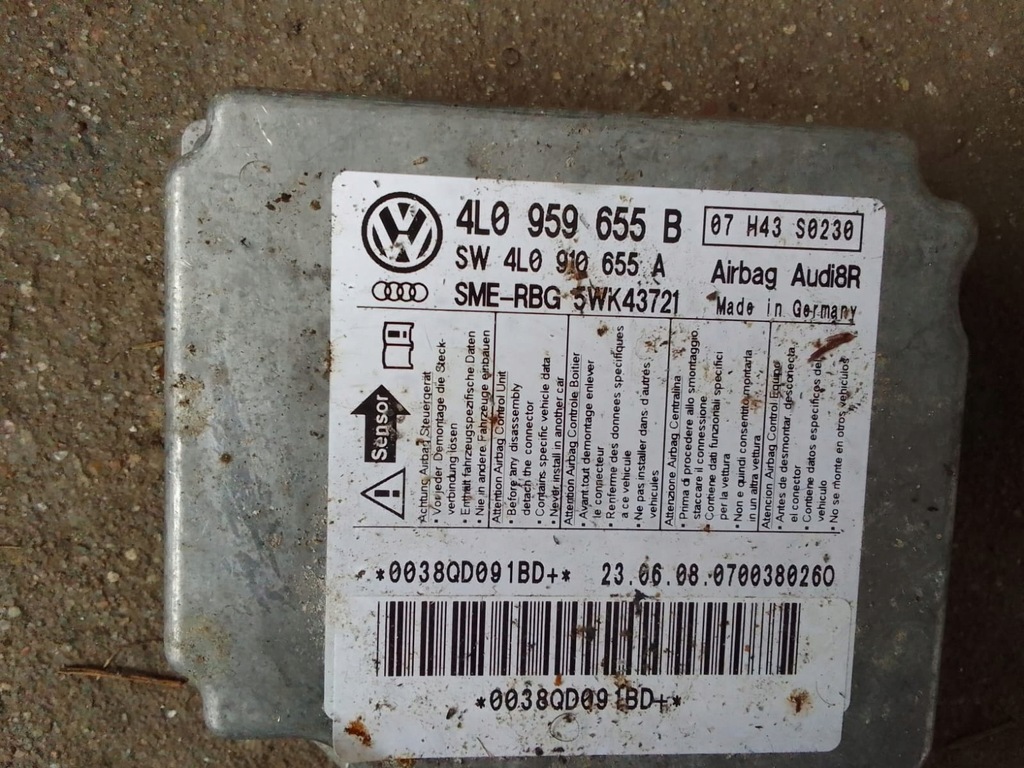 4L0 959 655 B
07 H43 S0230
SW 4L0 910 655 A
Airbag Audi8R
SME-RBG 5WK43721
Made in Germany
Sensor
Achtung Airbag Steuergerät
• Vor jeder Demontage die Steck-
verbindung lösen
• Enthält fahrzeugspezifische Daten
• Nie in andere Fahrzeuge einbauen
Attention Airbag Control Unit
• Before any disassembly
detach the connector
• Contains specific vehicle data
• Never install in another car
Attention Airbag Controle Boitier
• Avant tout demontage enlever
le connecteur
• Renferme des donnees specifiques
a ce vehicule
• Ne pas installer dans d'autres
vehicules
Attenzione Airbag Centralina
• Prima di procedere allo smontaggio
staccare il connessione
• Contiene dati funzionali specifici
per la vettura
• Non e quindi consentito montarla
in un altra vettura
Atencion Airbag Control Equipo
• Antes de desmontar desconecta
el conector
• Contiene datos especificos del
vehiculo
• No se monte en otros vehiculos
*0038QD091BD+*
23.06.08 0700380260
*0038QD091BD+*